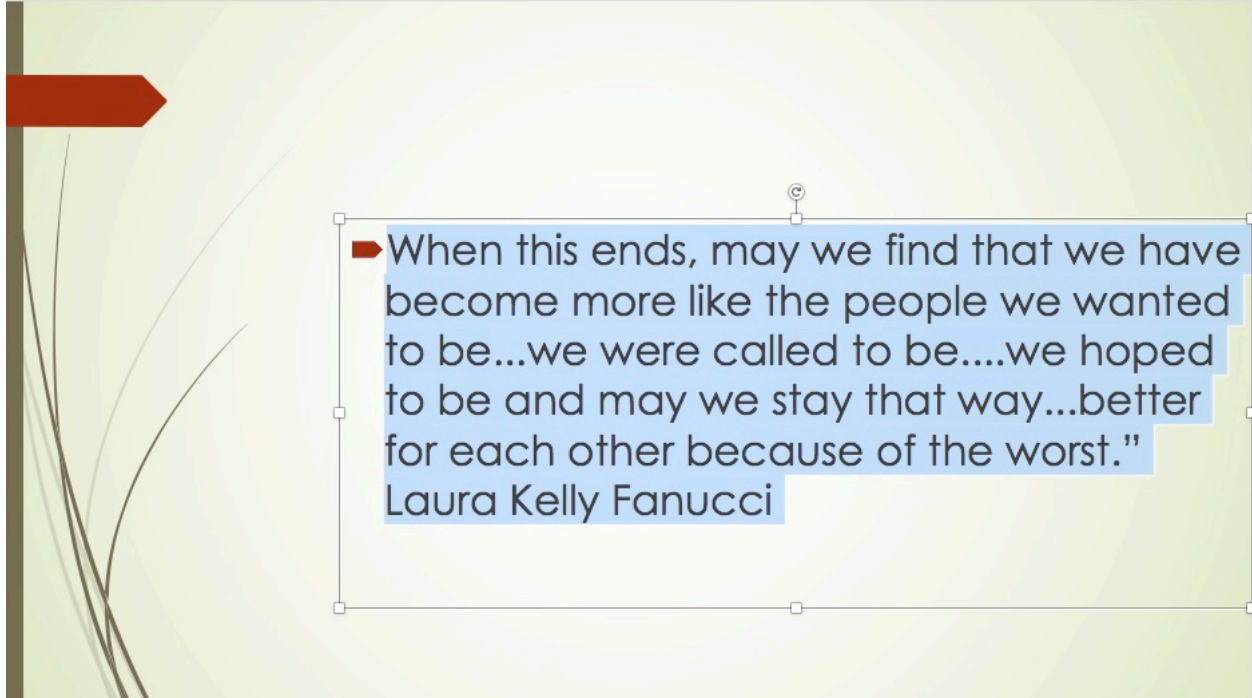 When this ends, may we find that we have
become more like the people we wanted
to be...we were called to be....we hoped
to be and may we stay that way...better
for each other because of the worst.”
Laura Kelly Fanucci